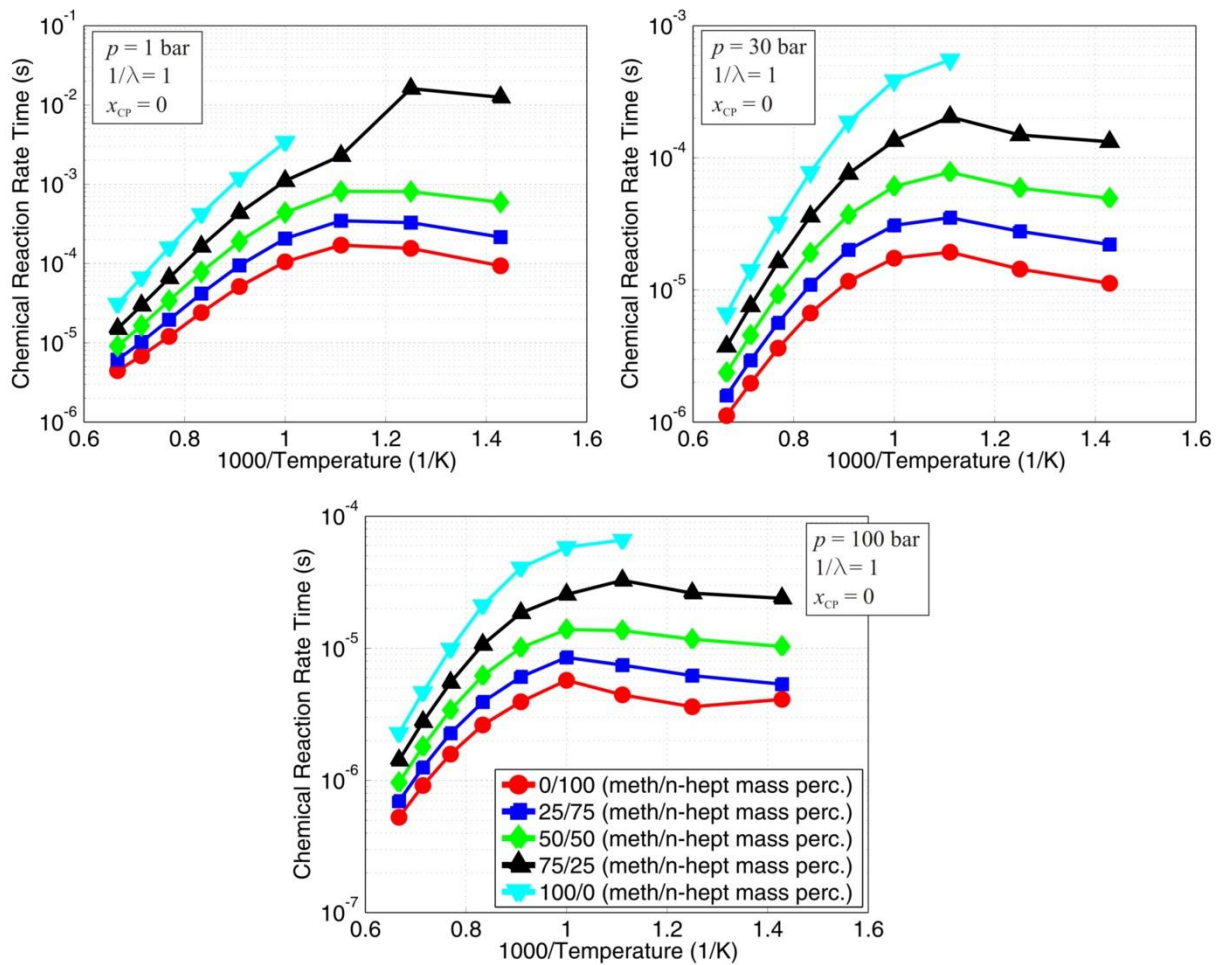 10^-1
10^-2
10^-3
10^-4
10^-5
10^-6
Chemical Reaction Rate Time (s)
p = 1 bar
1/λ = 1
x_CP = 0
0.6 0.8 1 1.2 1.4 1.6
1000/Temperature (1/K)
10^-3
10^-4
10^-5
10^-6
Chemical Reaction Rate Time (s)
p = 30 bar
1/λ = 1
x_CP = 0
0.6 0.8 1 1.2 1.4 1.6
1000/Temperature (1/K)
10^-4
10^-5
10^-6
10^-7
Chemical Reaction Rate Time (s)
p = 100 bar
1/λ = 1
x_CP = 0
0/100 (meth/n-hept mass perc.)
25/75 (meth/n-hept mass perc.)
50/50 (meth/n-hept mass perc.)
75/25 (meth/n-hept mass perc.)
100/0 (meth/n-hept mass perc.)
0.6 0.8 1 1.2 1.4 1.6
1000/Temperature (1/K)